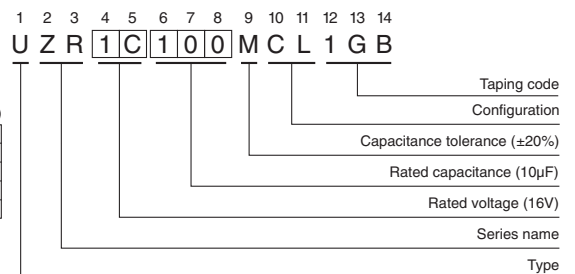 1 2 3 4 5 6 7 8 9 10 11 12 13 14
U Z R 1 C 1 0 0 M C L 1 G B
Taping code
Configuration
Capacitance tolerance (±20%)
Rated capacitance (10μF)
Rated voltage (16V)
Series name
Type
)